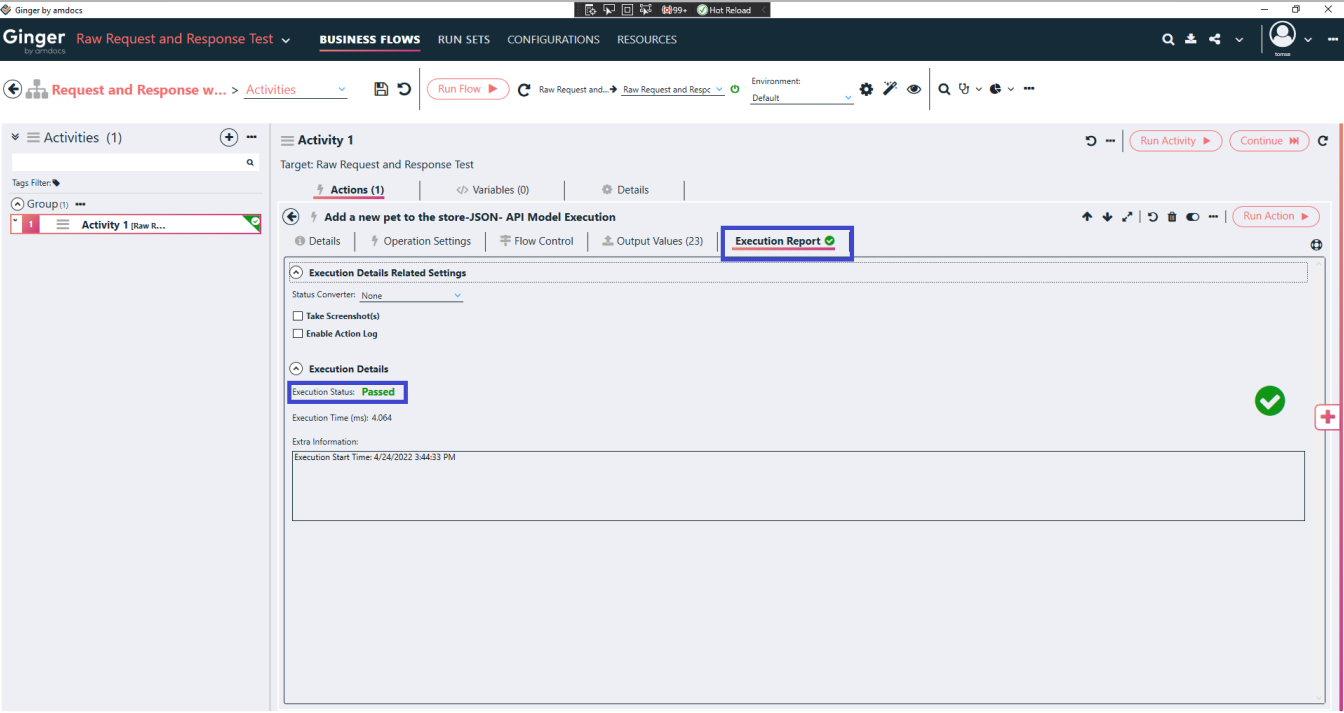 Ginger by amdocs
99+ Hot Reload
Ginger by amdocs Raw Request and Response Test BUSINESS FLOWS RUN SETS CONFIGURATIONS RESOURCES
tomse
Request and Response w... > Activities Run Flow Raw Request and... Raw Request and Respc Environment: Default
Activities (1)
Tags Filter:
Group (1)
1 Activity 1 [Raw R...
Activity 1 Run Activity Continue
Target: Raw Request and Response Test
Actions (1) Variables (0) Details
Add a new pet to the store-JSON- API Model Execution Run Action
Details Operation Settings Flow Control Output Values (23) Execution Report
Execution Details Related Settings
Status Converter: None
Take Screenshot(s)
Enable Action Log
Execution Details
Execution Status: Passed
Execution Time (ms): 4.064
Extra Information:
Execution Start Time: 4/24/2022 3:44:33 PM